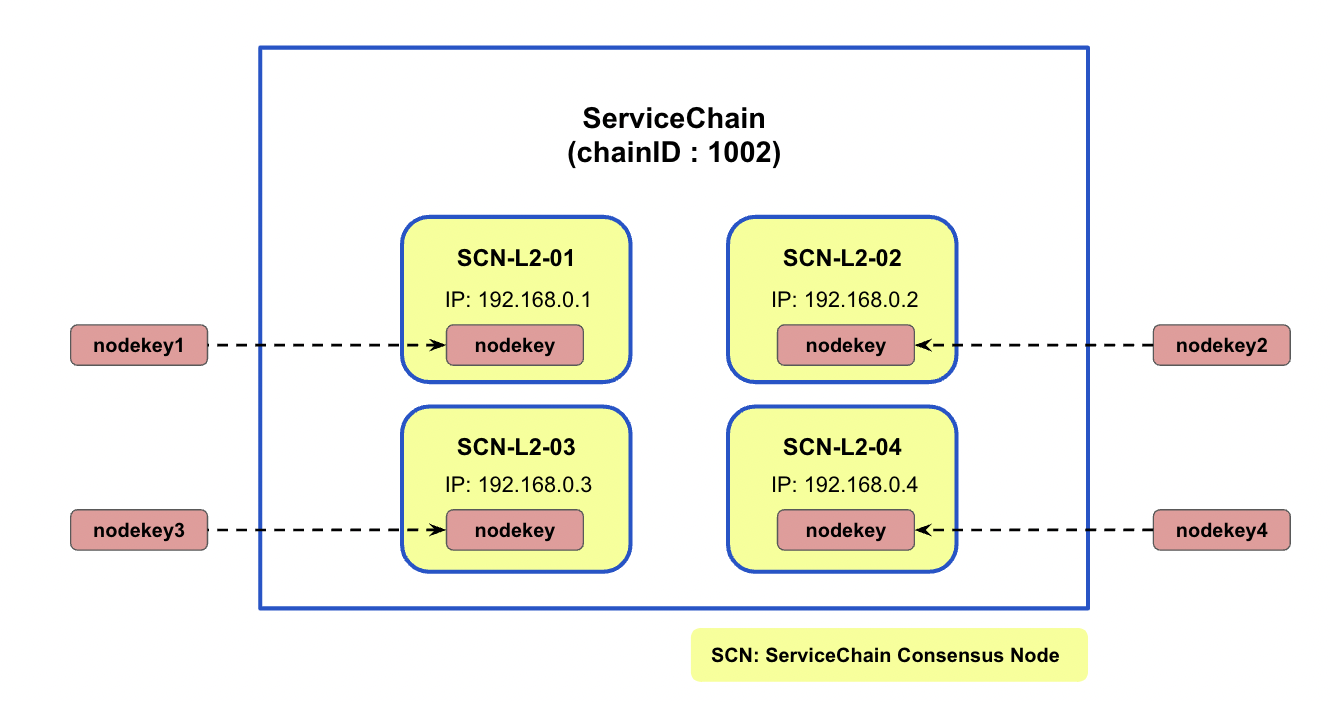 ServiceChain
(chainID : 1002)
SCN-L2-01
IP: 192.168.0.1
nodekey
SCN-L2-02
IP: 192.168.0.2
nodekey
nodekey1
nodekey2
SCN-L2-03
IP: 192.168.0.3
nodekey
SCN-L2-04
IP: 192.168.0.4
nodekey
nodekey3
nodekey4
SCN: ServiceChain Consensus Node